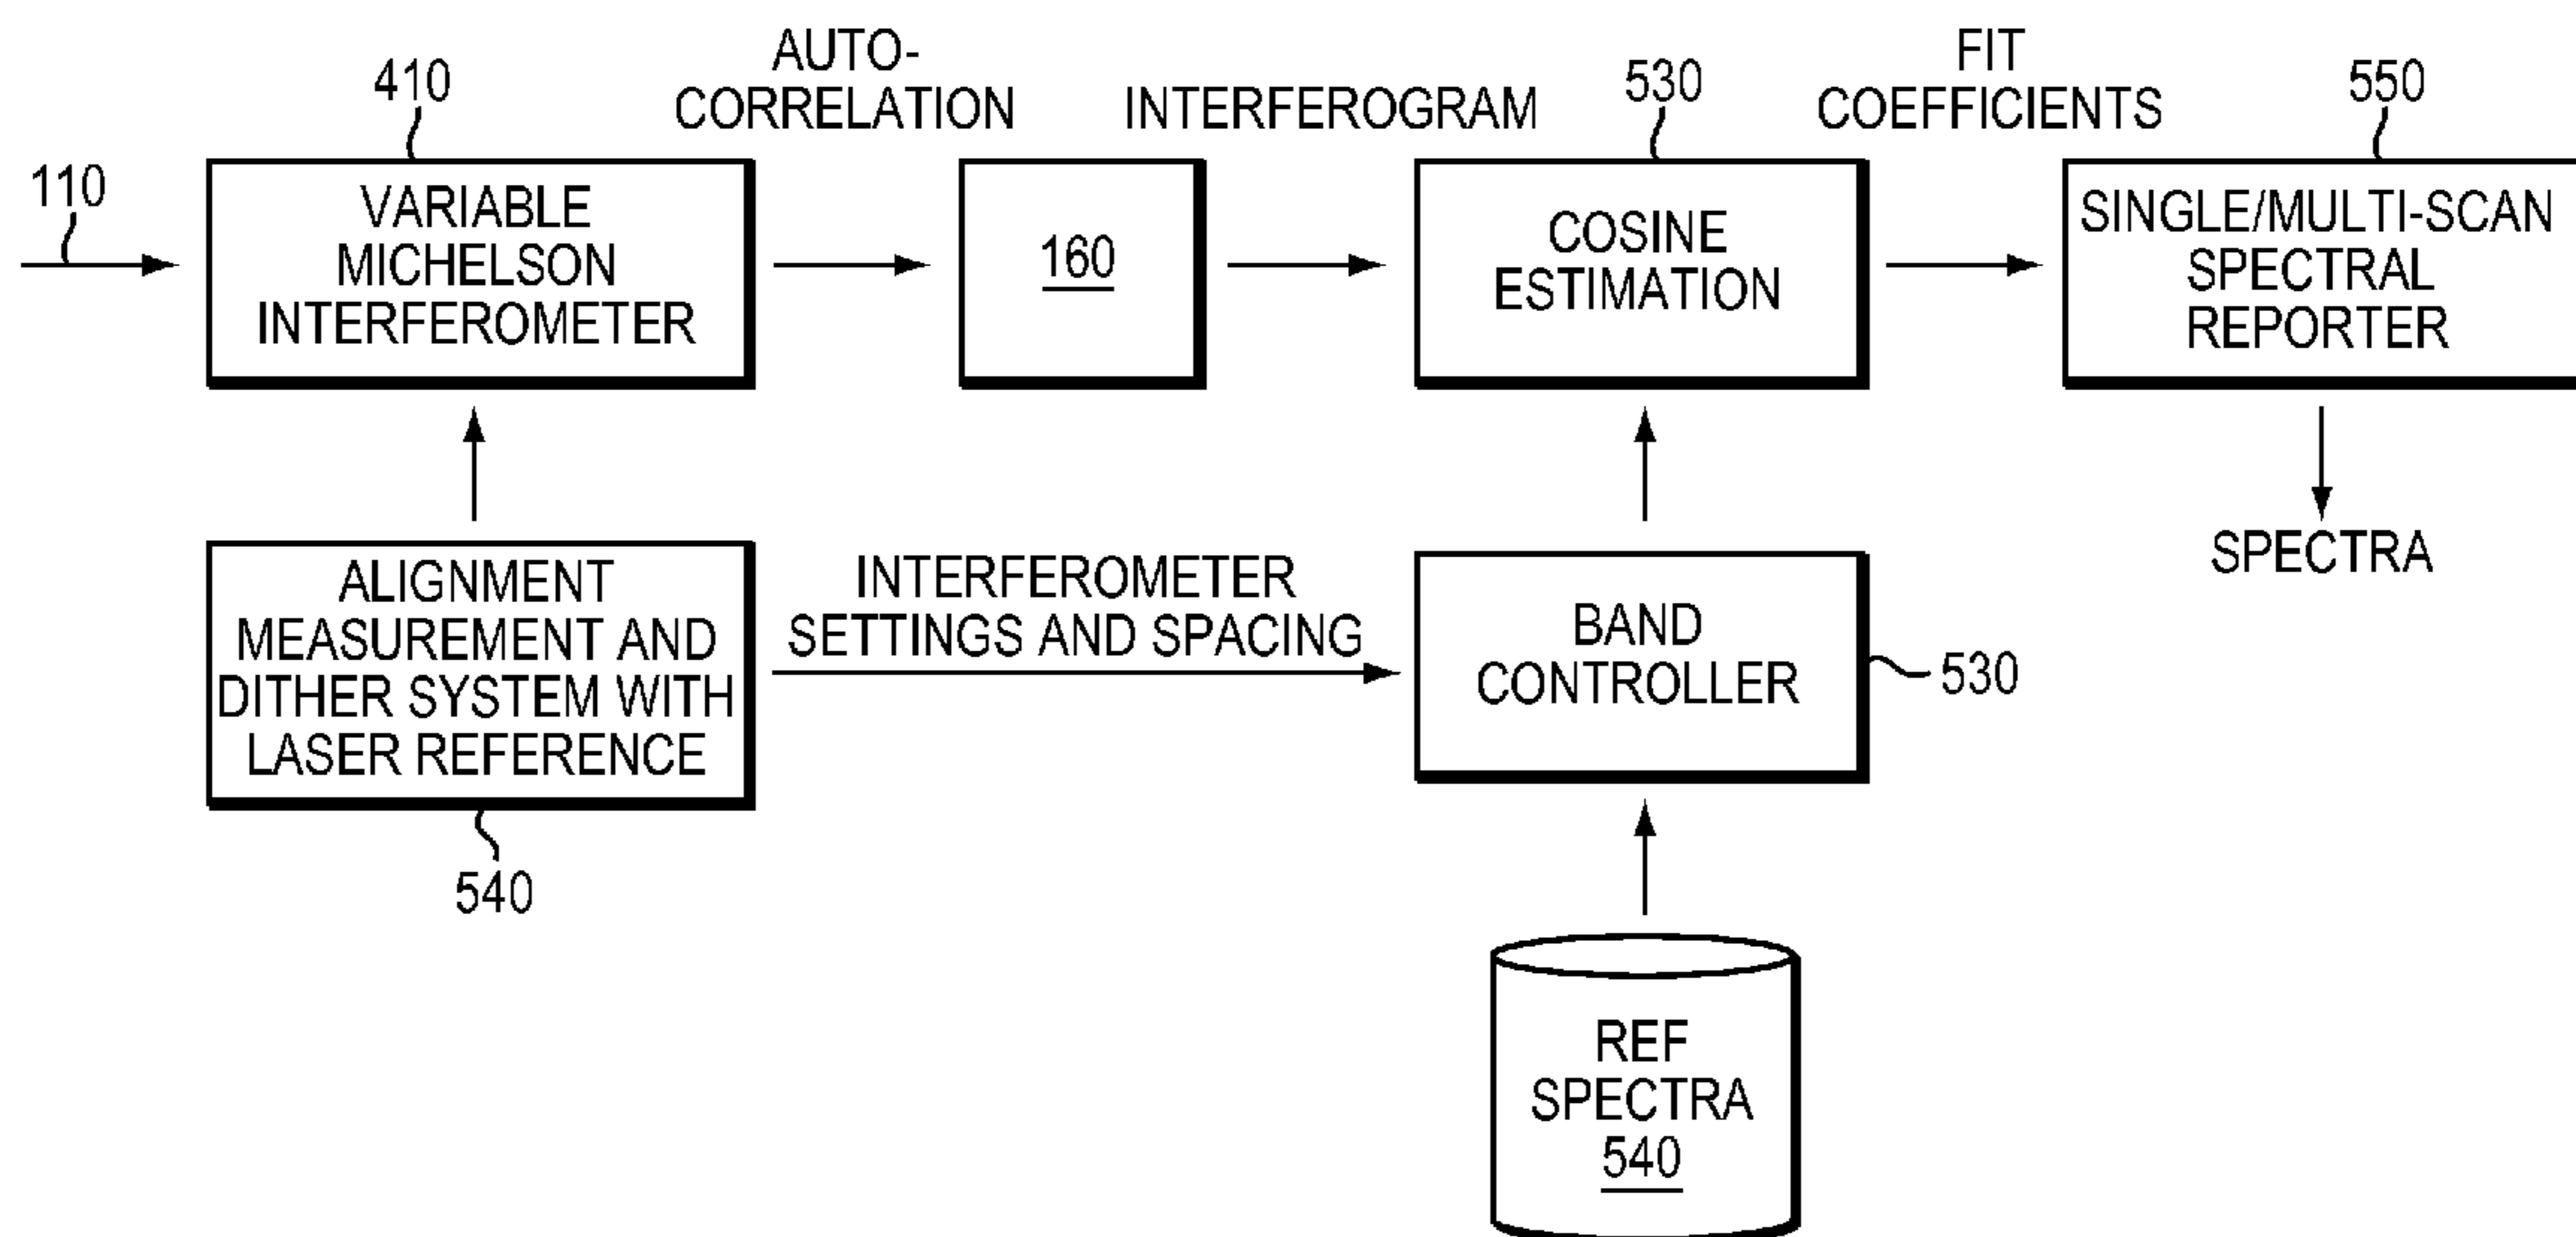 110
410
VARIABLE
MICHELSON
INTERFEROMETER
AUTO-
CORRELATION
160
INTERFEROGRAM
530
COSINE
ESTIMATION
FIT
COEFFICIENTS
550
SINGLE/MULTI-SCAN
SPECTRAL
REPORTER
SPECTRA
ALIGNMENT
MEASUREMENT AND
DITHER SYSTEM WITH
LASER REFERENCE
540
INTERFEROMETER
SETTINGS AND SPACING
BAND
CONTROLLER
530
REF
SPECTRA
540